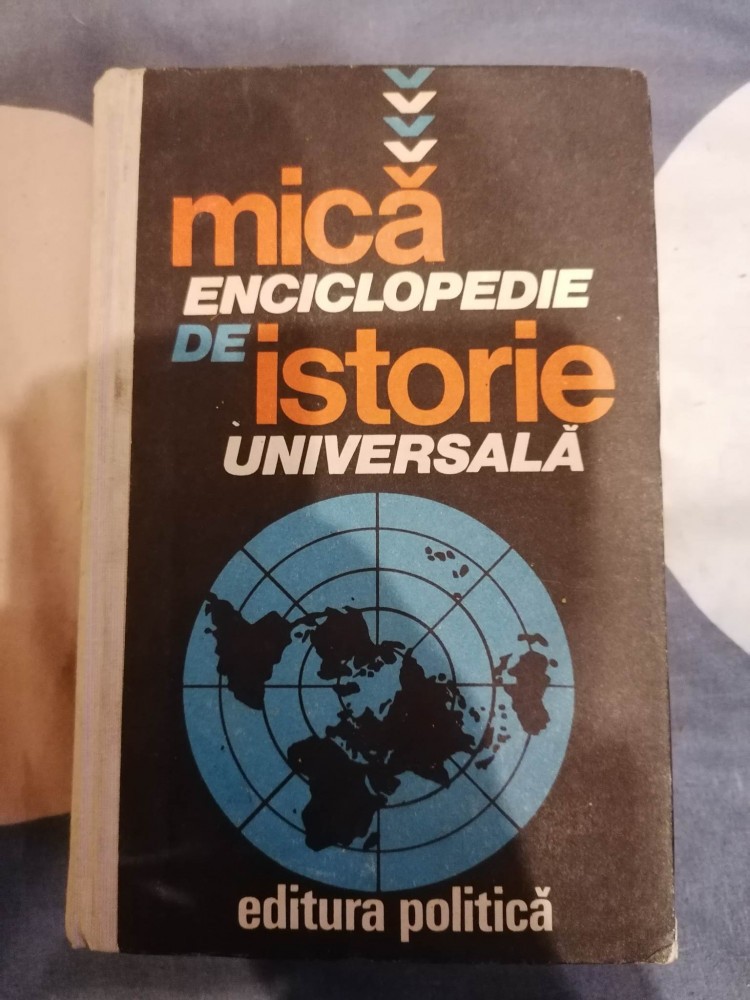 mică
ENCICLOPEDIE
DE istorie
UNIVERSALĂ
editura politică